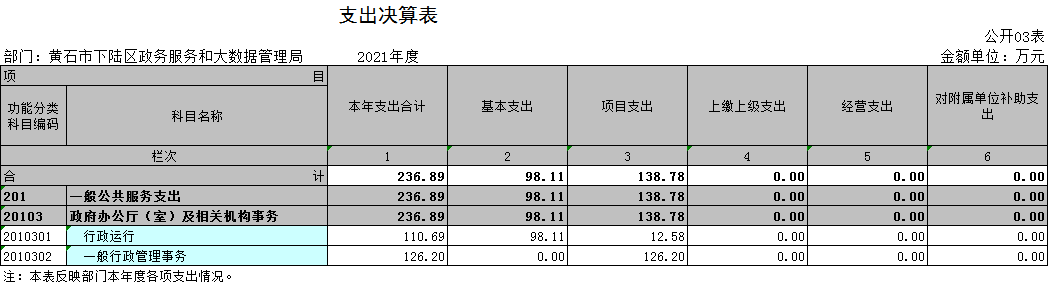 支出决算表
公开03表
部门：黄石市下陆区政务服务和大数据管理局 2021年度 金额单位：万元
项 目 本年支出合计 基本支出 项目支出 上缴上级支出 经营支出 对附属单位补助支出
功能分类科目编码 科目名称
栏次 1 2 3 4 5 6
合 计 236.89 98.11 138.78 0.00 0.00 0.00
201 一般公共服务支出 236.89 98.11 138.78 0.00 0.00 0.00
20103 政府办公厅（室）及相关机构事务 236.89 98.11 138.78 0.00 0.00 0.00
2010301 行政运行 110.69 98.11 12.58 0.00 0.00 0.00
2010302 一般行政管理事务 126.20 0.00 126.20 0.00 0.00 0.00
注：本表反映部门本年度各项支出情况。